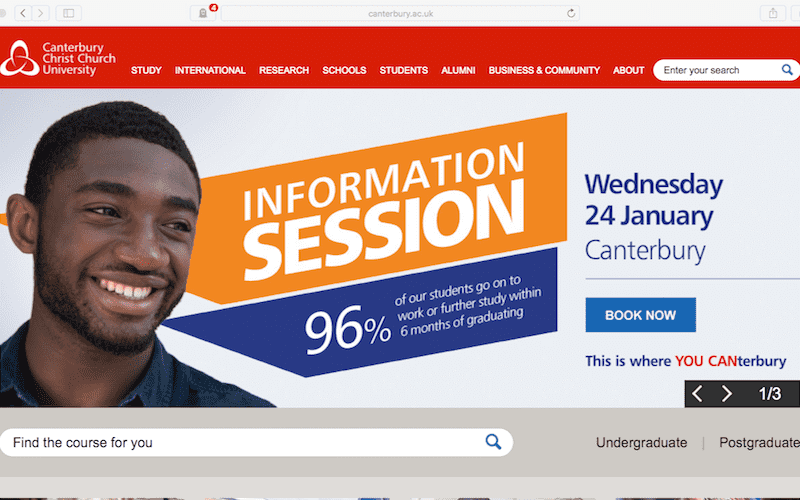 4
canterbury.ac.uk
Canterbury
Christ Church
University
STUDY INTERNATIONAL RESEARCH SCHOOLS STUDENTS ALUMNI BUSINESS & COMMUNITY ABOUT
Enter your search
INFORMATION
SESSION
96%
of our students go on to
work or further study within
6 months of graduating
Wednesday
24 January
Canterbury
BOOK NOW
This is where YOU CANterbury
1/3
Find the course for you
Undergraduate | Postgraduate